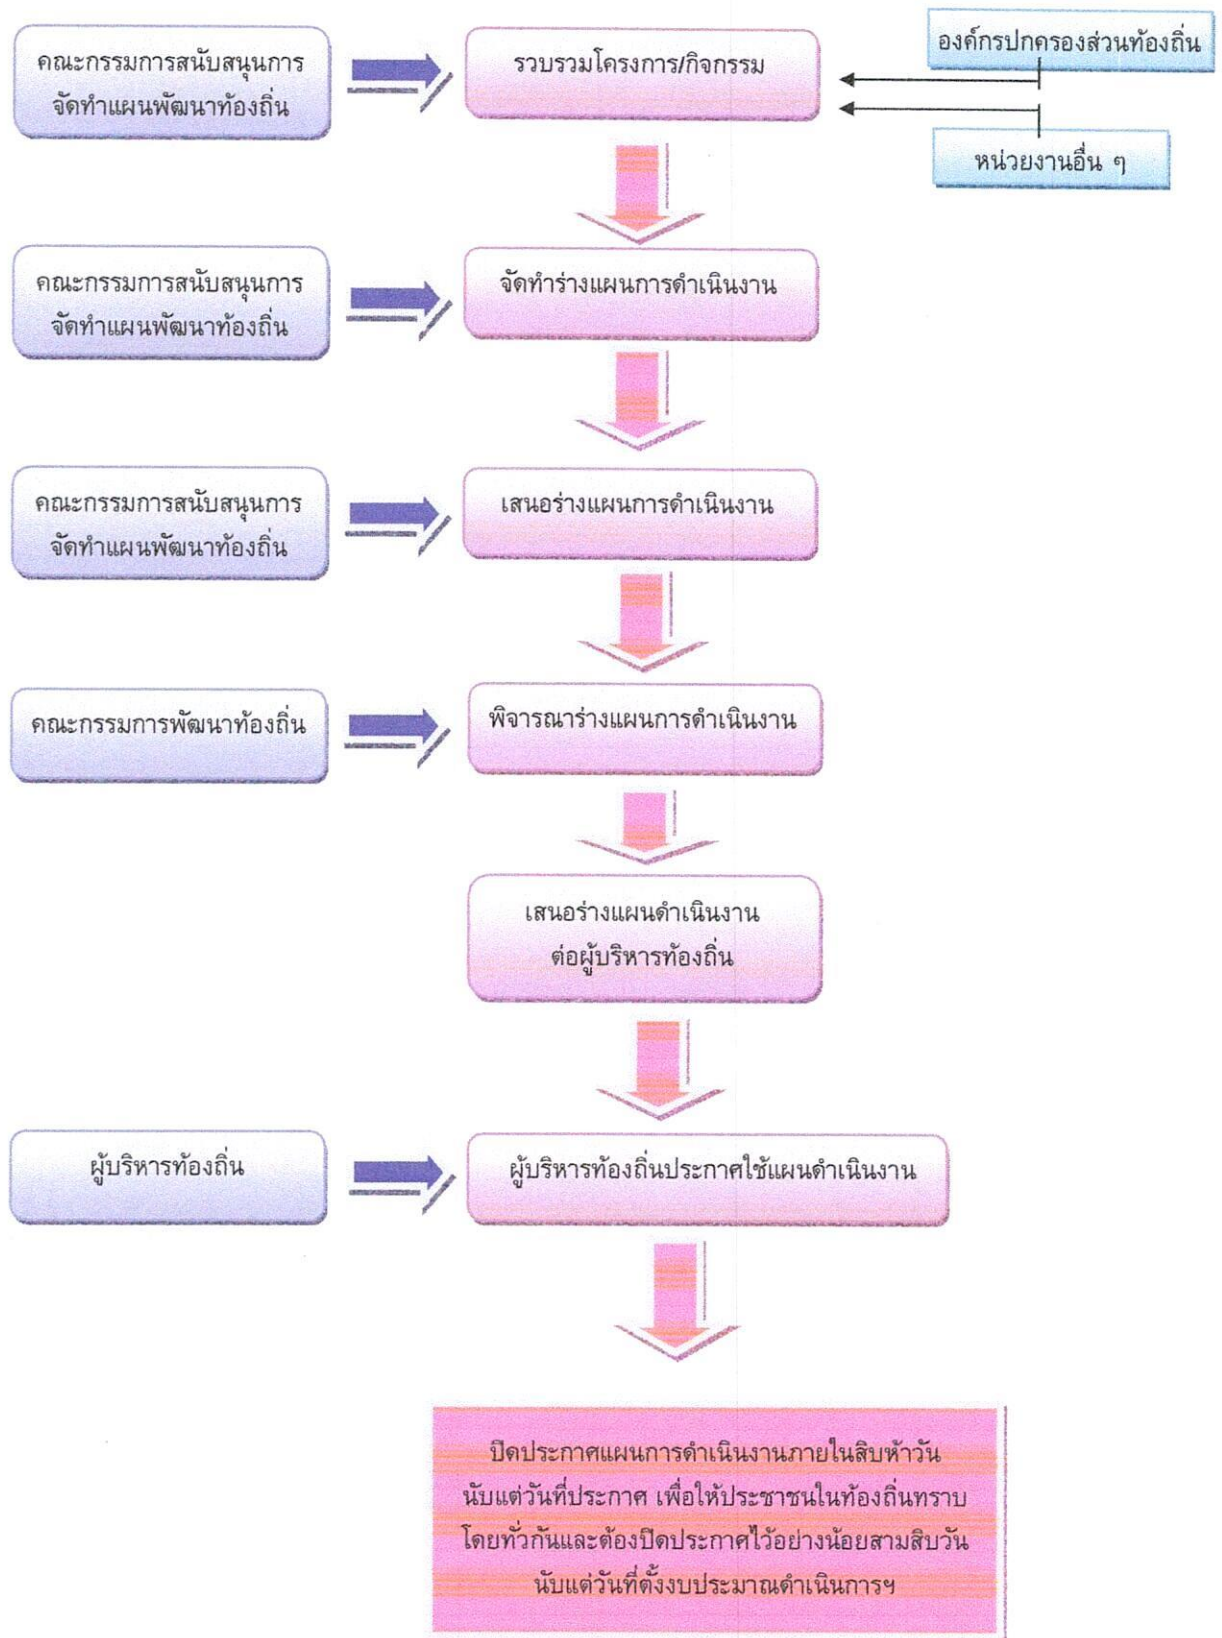 คณะกรรมการสนับสนุนการ
จัดทำแผนพัฒนาท้องถิ่น
รวบรวมโครงการ/กิจกรรม
องค์กรปกครองส่วนท้องถิ่น
หน่วยงานอื่น ๆ
คณะกรรมการสนับสนุนการ
จัดทำแผนพัฒนาท้องถิ่น
จัดทำร่างแผนการดำเนินงาน
คณะกรรมการสนับสนุนการ
จัดทำแผนพัฒนาท้องถิ่น
เสนอร่างแผนการดำเนินงาน
คณะกรรมการพัฒนาท้องถิ่น
พิจารณาร่างแผนการดำเนินงาน
เสนอร่างแผนดำเนินงาน
ต่อผู้บริหารท้องถิ่น
ผู้บริหารท้องถิ่น
ผู้บริหารท้องถิ่นประกาศใช้แผนดำเนินงาน
ปิดประกาศแผนการดำเนินงานภายในสิบห้าวัน
นับแต่วันที่ประกาศ เพื่อให้ประชาชนในท้องถิ่นทราบ
โดยทั่วกันและต้องปิดประกาศไว้อย่างน้อยสามสิบวัน
นับแต่วันที่ตั้งงบประมาณดำเนินการฯ